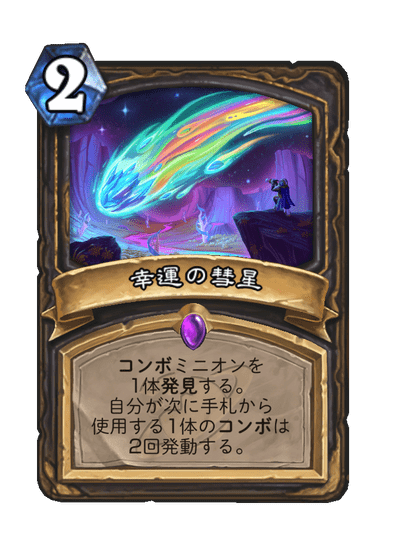 2
幸運の彗星
コンボミニオンを
1体発見する。
自分が次に手札から
使用する1体のコンボは
2回発動する。